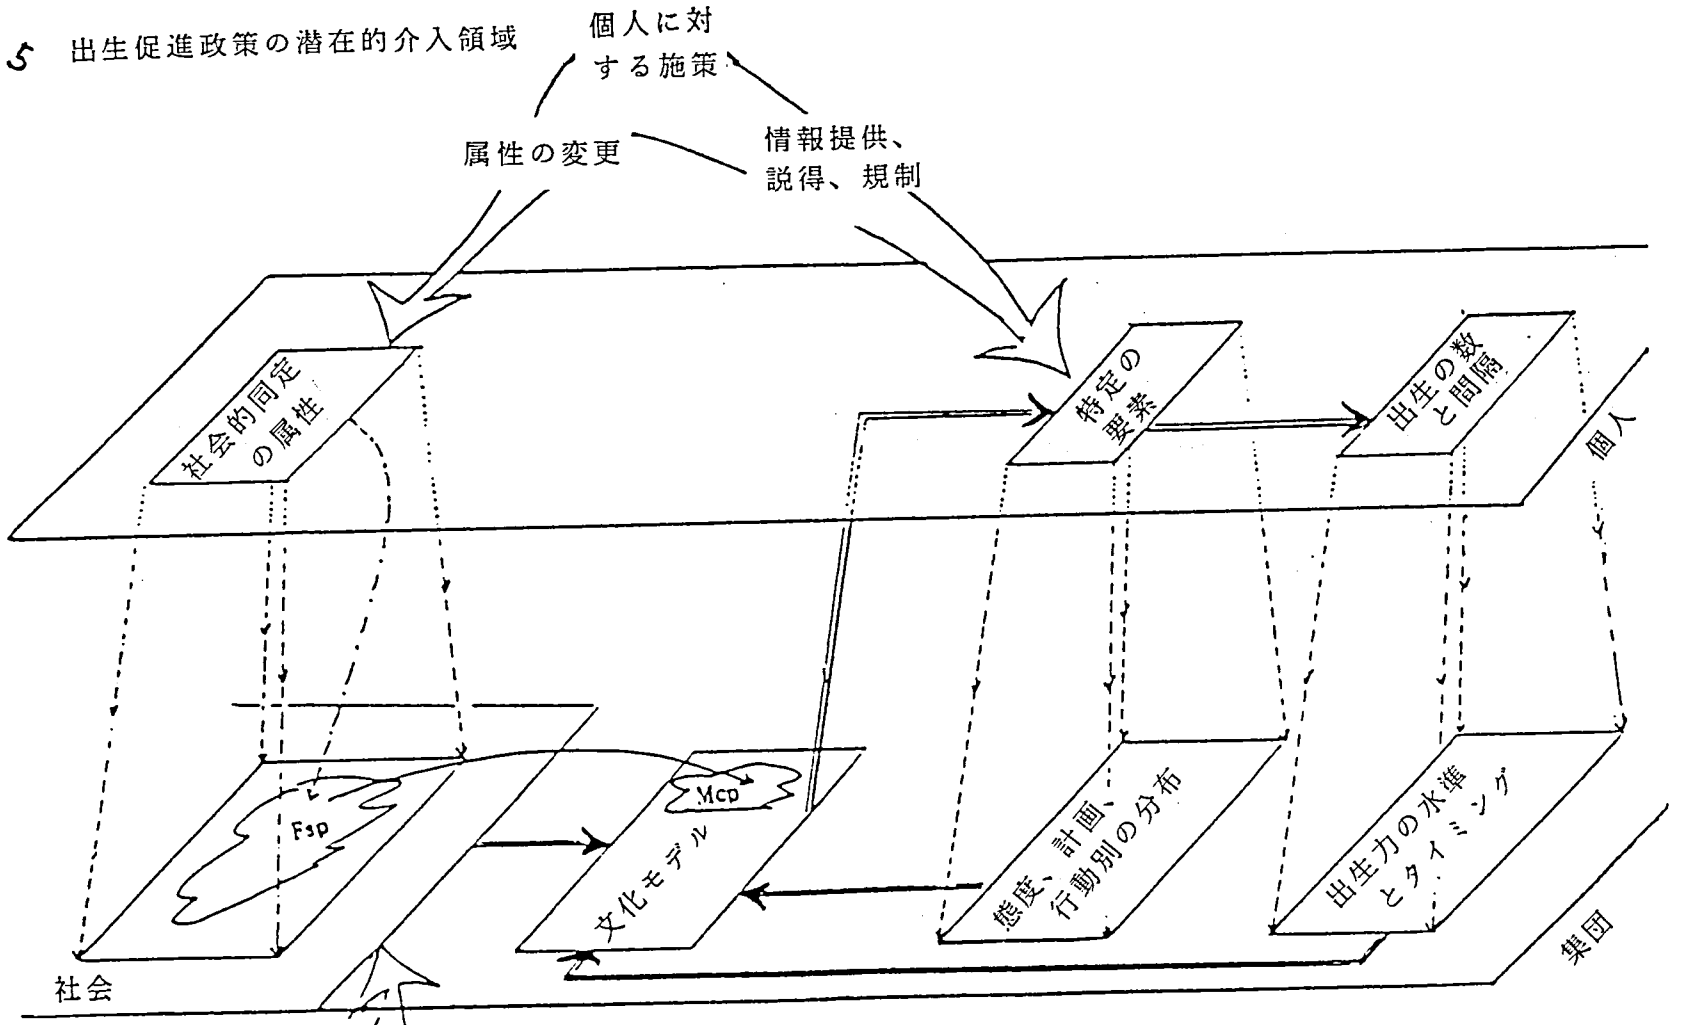 5 出生促進政策の潜在的介入領域
個人に対
する施策
属性の変更
情報提供、
説得、規制
社会的同定
の属性
特定の
要素
出生の数
と間隔
個人
Fsp
Mcp
文化モデル
態度、計画、
行動別の分布
出生力の水準
とタイミング
社会
集団